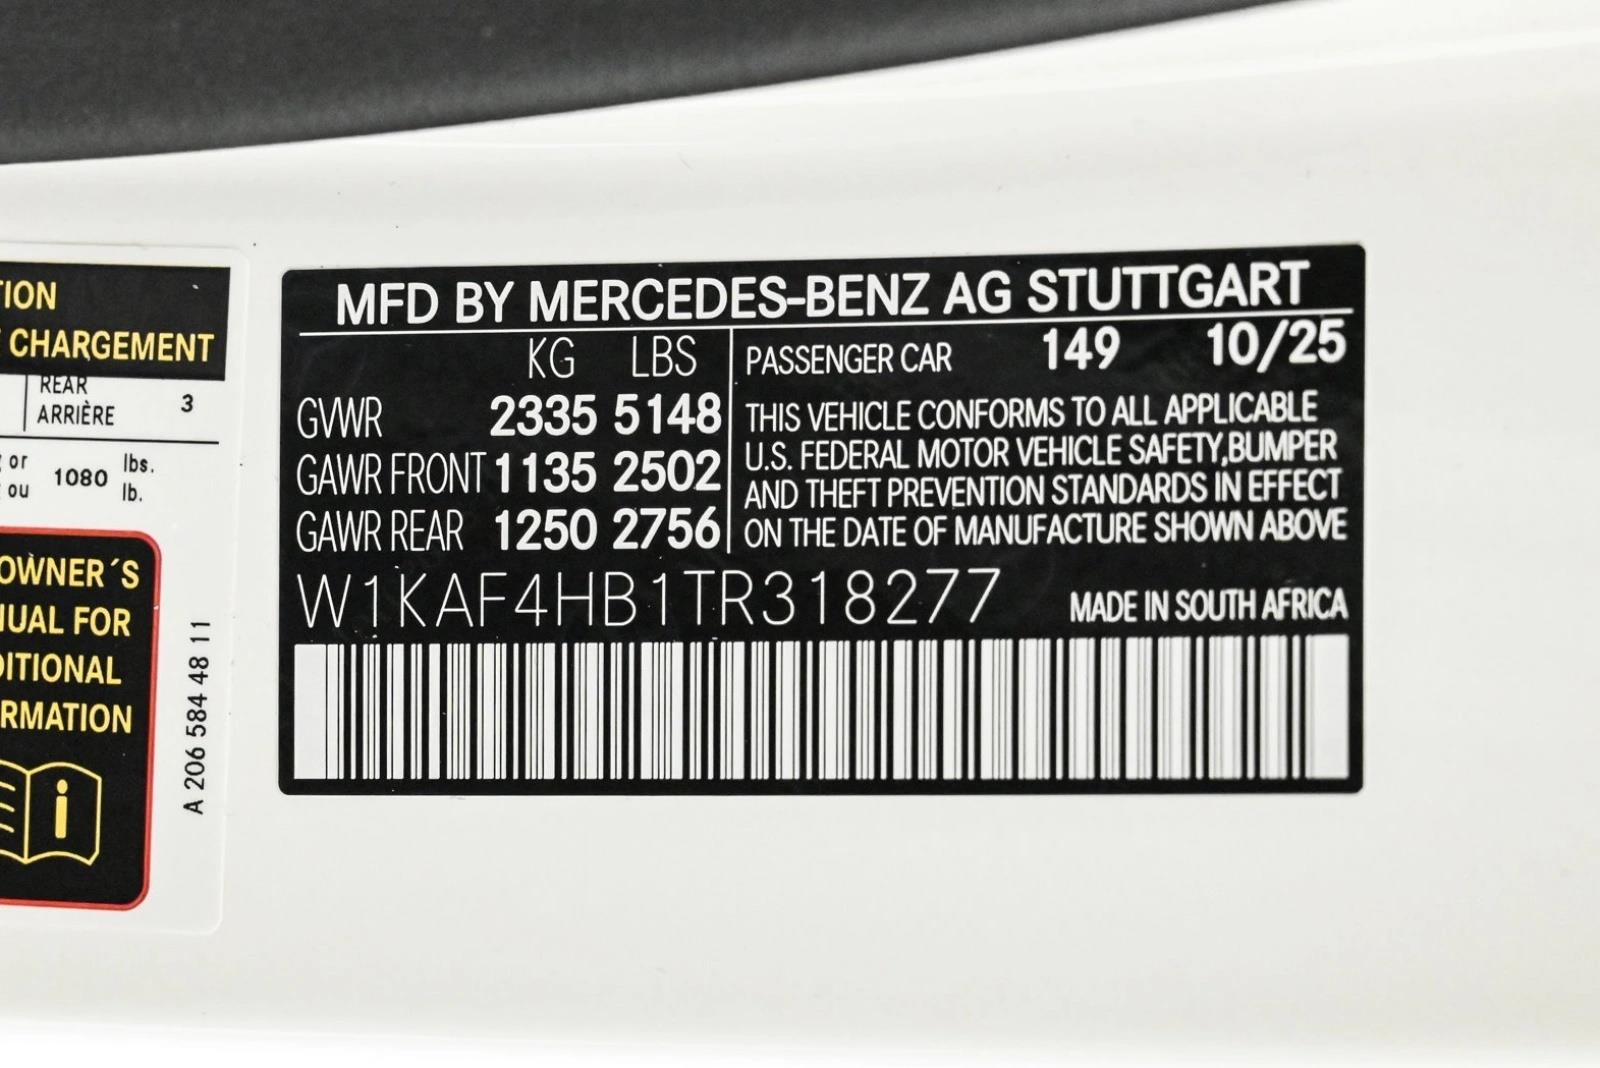 TION
CHARGEMENT
REAR
ARRIÈRE 3
or 1080 lbs.
ou lb.
OWNER´S
NUAL FOR
DITIONAL
RMATION
i
A 206 584 48 11
MFD BY MERCEDES-BENZ AG STUTTGART
KG LBS
GVWR 2335 5148
GAWR FRONT 1135 2502
GAWR REAR 1250 2756
PASSENGER CAR 149 10/25
THIS VEHICLE CONFORMS TO ALL APPLICABLE
U.S. FEDERAL MOTOR VEHICLE SAFETY,BUMPER
AND THEFT PREVENTION STANDARDS IN EFFECT
ON THE DATE OF MANUFACTURE SHOWN ABOVE
W1KAF4HB1TR318277 MADE IN SOUTH AFRICA